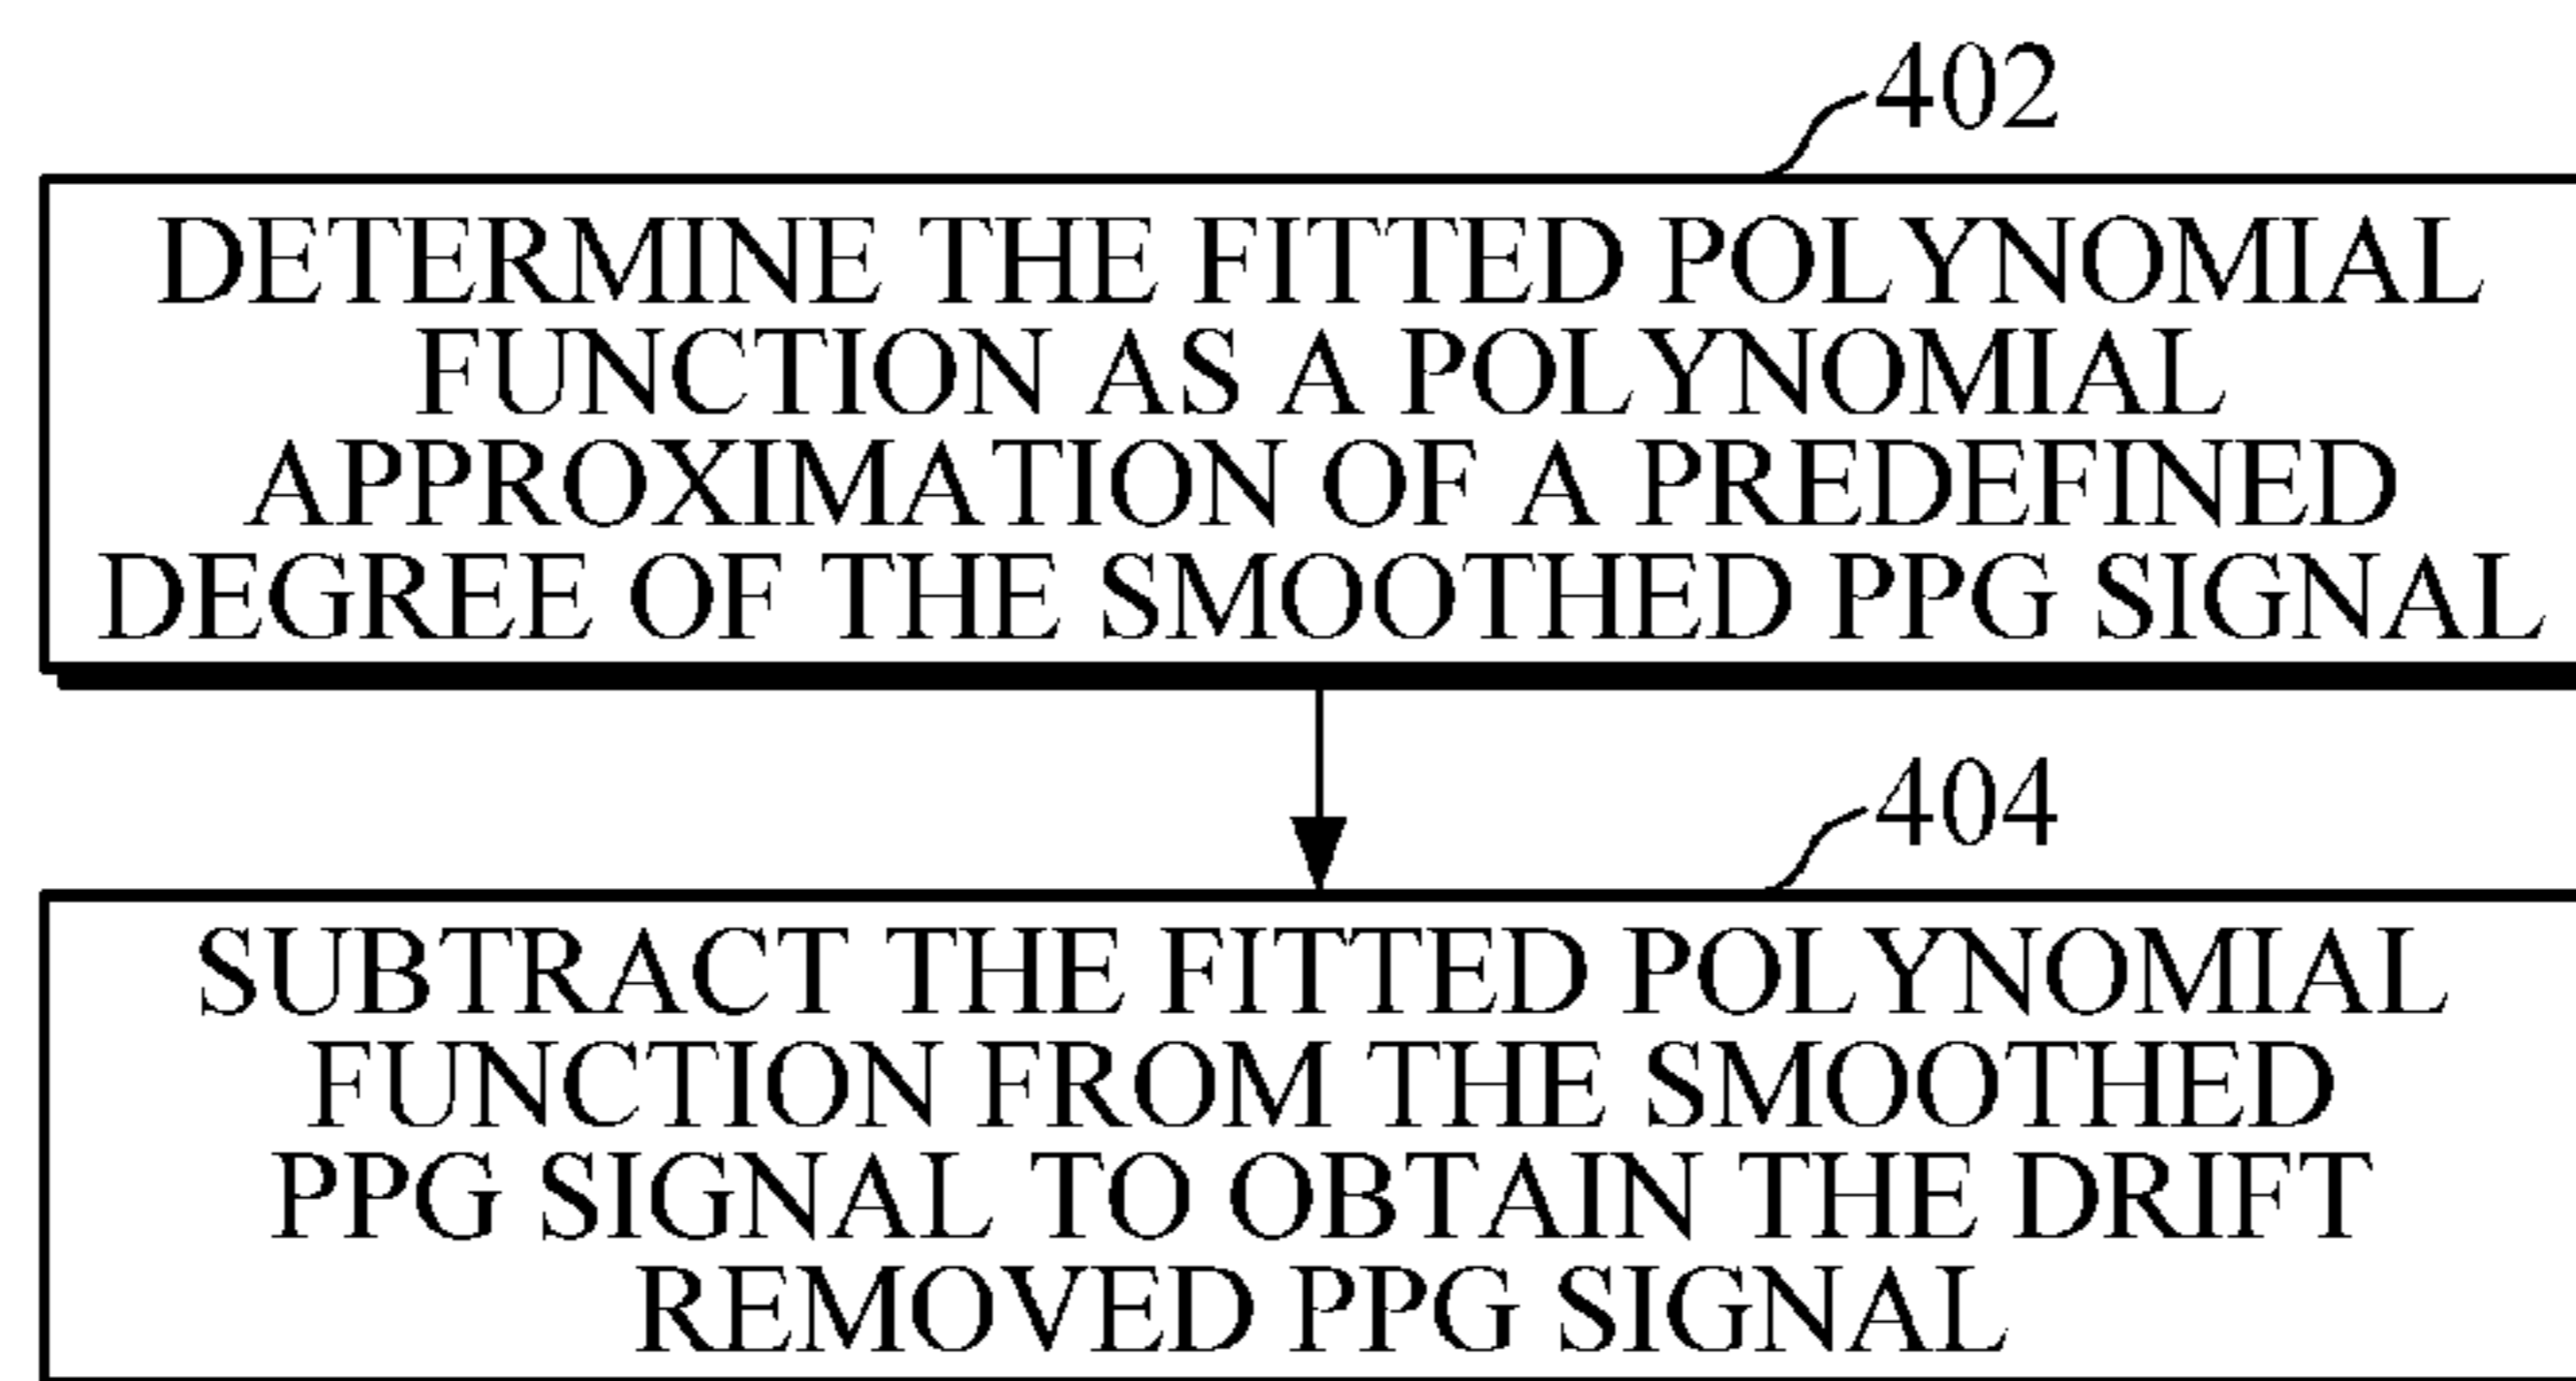 402
DETERMINE THE FITTED POLYNOMIAL
FUNCTION AS A POLYNOMIAL
APPROXIMATION OF A PREDEFINED
DEGREE OF THE SMOOTHED PPG SIGNAL
404
SUBTRACT THE FITTED POLYNOMIAL
FUNCTION FROM THE SMOOTHED
PPG SIGNAL TO OBTAIN THE DRIFT
REMOVED PPG SIGNAL